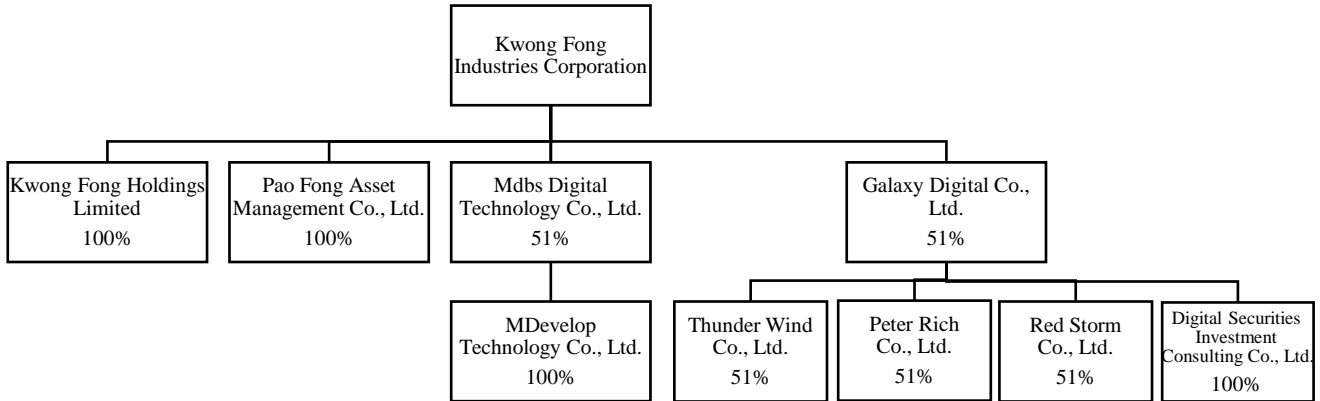 Kwong Fong
Industries Corporation
Kwong Fong Holdings
Limited
100%
Pao Fong Asset
Management Co., Ltd.
100%
Mdbs Digital
Technology Co., Ltd.
51%
Galaxy Digital Co.,
Ltd.
51%
MDevelop
Technology Co., Ltd.
100%
Thunder Wind
Co., Ltd.
51%
Peter Rich
Co., Ltd.
51%
Red Storm
Co., Ltd.
51%
Digital Securities
Investment
Consulting Co., Ltd.
100%